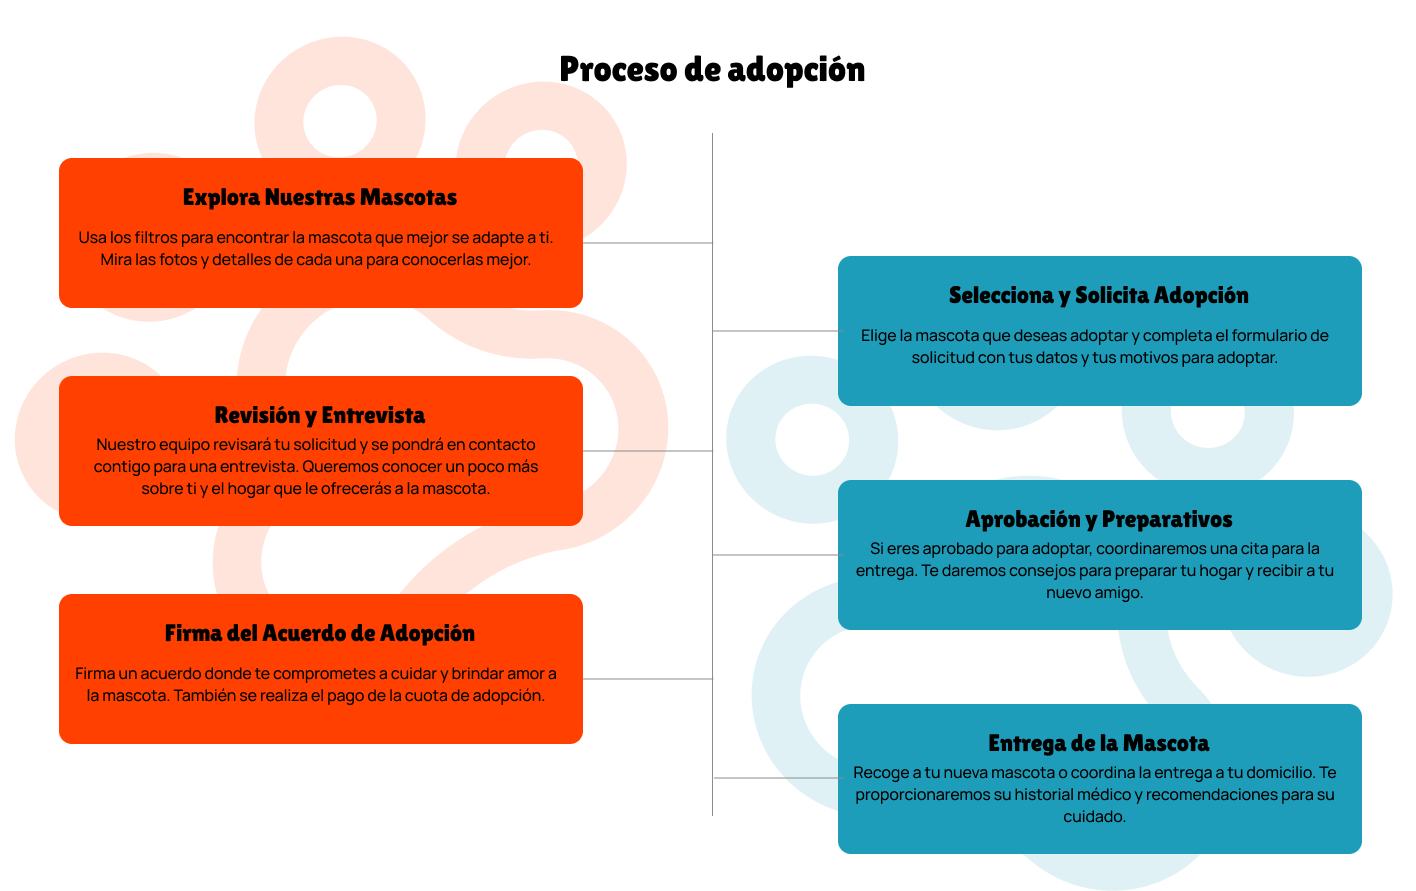 Proceso de adopción
Explora Nuestras Mascotas
Usa los filtros para encontrar la mascota que mejor se adapte a ti.
Mira las fotos y detalles de cada una para conocerlas mejor.
Selecciona y Solicita Adopción
Elige la mascota que deseas adoptar y completa el formulario de
solicitud con tus datos y tus motivos para adoptar.
Revisión y Entrevista
Nuestro equipo revisará tu solicitud y se pondrá en contacto
contigo para una entrevista. Queremos conocer un poco más
sobre ti y el hogar que le ofrecerás a la mascota.
Aprobación y Preparativos
Si eres aprobado para adoptar, coordinaremos una cita para la
entrega. Te daremos consejos para preparar tu hogar y recibir a tu
nuevo amigo.
Firma del Acuerdo de Adopción
Firma un acuerdo donde te comprometes a cuidar y brindar amor a
la mascota. También se realiza el pago de la cuota de adopción.
Entrega de la Mascota
Recoge a tu nueva mascota o coordina la entrega a tu domicilio. Te
proporcionaremos su historial médico y recomendaciones para su
cuidado.